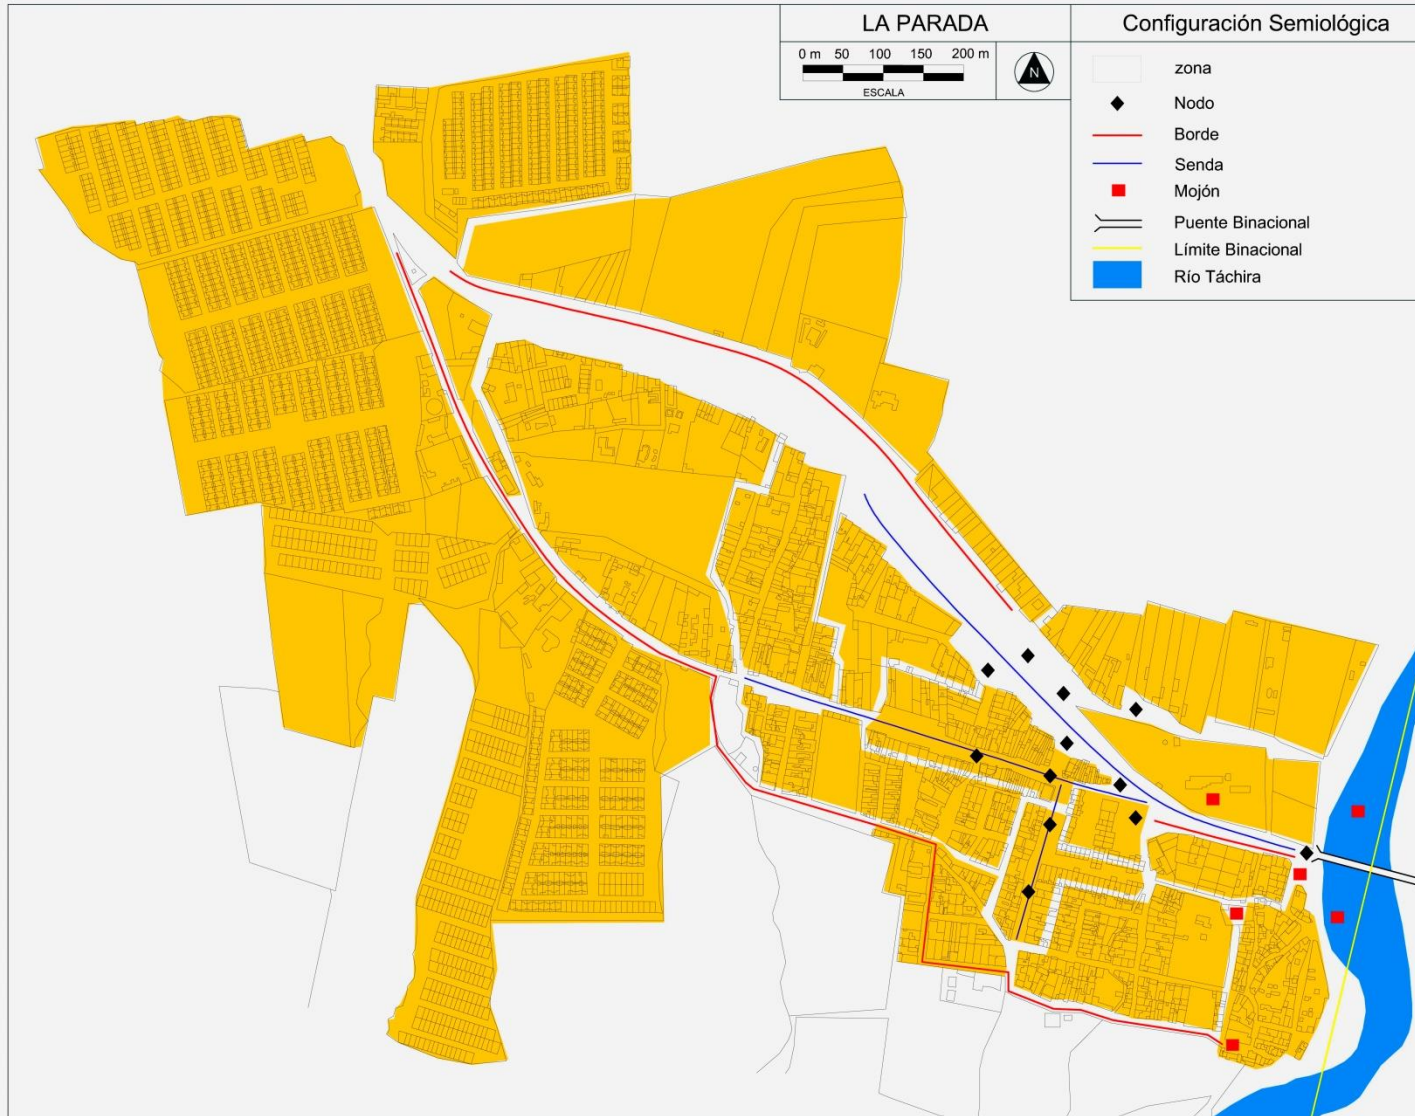 LA PARADA
0 m 50 100 150 200 m
ESCALA
N
Configuración Semiológica
zona
Nodo
Borde
Senda
Mojón
Puente Binacional
Límite Binacional
Río Táchira